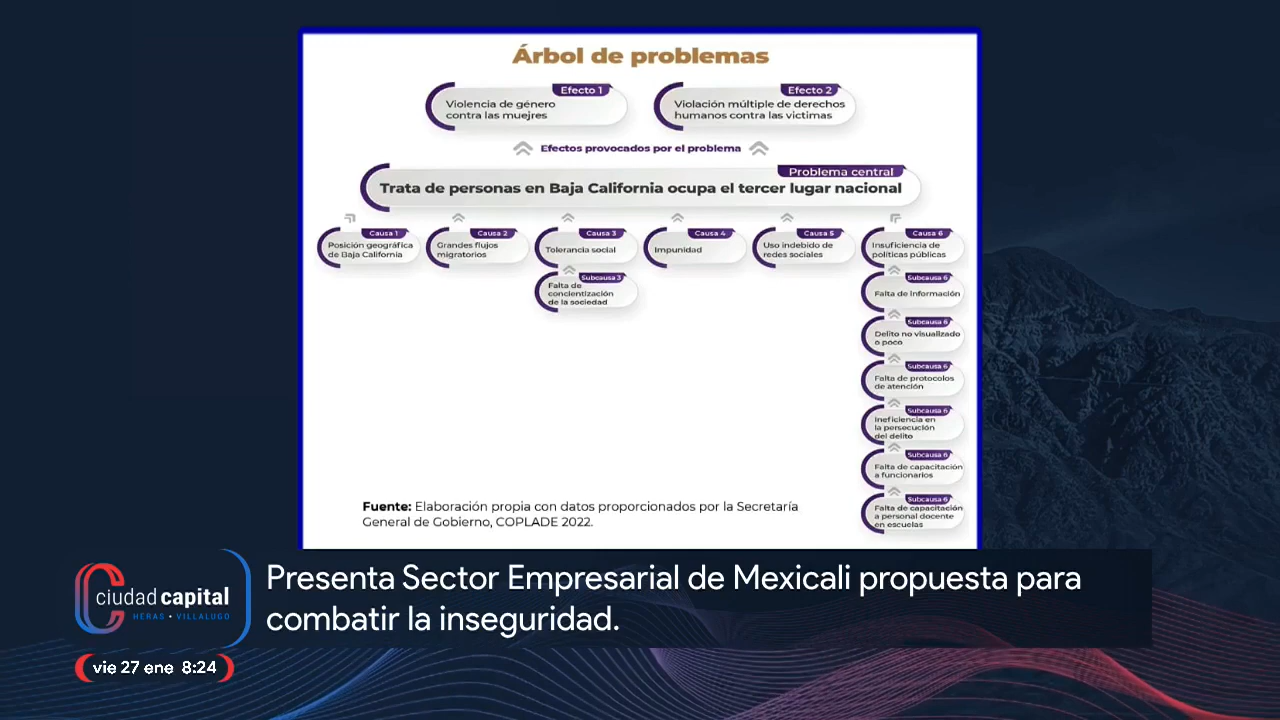 Árbol de problemas
Efecto 1
Violencia de género
contra las muejres
Efecto 2
Violación múltiple de derechos
humanos contra las victimas
Efectos provocados por el problema
Problema central
Trata de personas en Baja California ocupa el tercer lugar nacional
Causa 1
Posición geográfica
de Baja California
Causa 2
Grandes flujos
migratorios
Causa 3
Tolerancia social
Causa 4
Impunidad
Causa 5
Uso indebido de
redes sociales
Causa 6
Insuficiencia de
políticas públicas
Subcausa 3
Falta de
concientización
de la sociedad
Subcausa 6
Falta de información
Subcausa 6
Delito no visualizado
o poco
Subcausa 6
Falta de protocolos
de atención
Subcausa 6
Ineficiencia en
la persecución
del delito
Subcausa 6
Falta de capacitación
a funcionarios
Subcausa 6
Falta de capacitación
a personal docente
en escuelas
Fuente: Elaboración propia con datos proporcionados por la Secretaría
General de Gobierno, COPLADE 2022.
ciudad capital
HERAS • VILLALUGO
Presenta Sector Empresarial de Mexicali propuesta para
combatir la inseguridad.
vie 27 ene 8:24